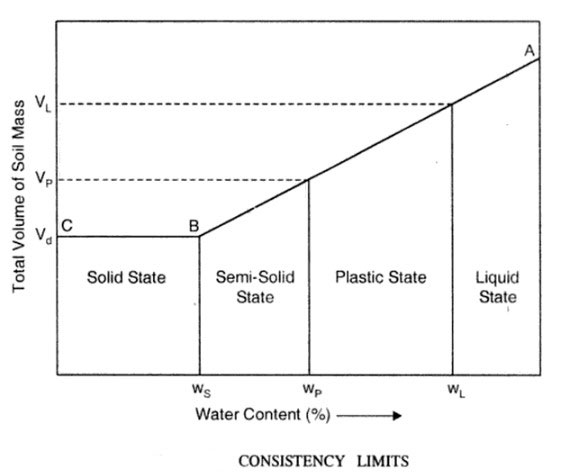 A
V_L
V_P
V_d
C
B
Total Volume of Soil Mass
Solid State
Semi-Solid
State
Plastic State
Liquid
State
w_S
w_P
w_L
Water Content (%)
CONSISTENCY LIMITS